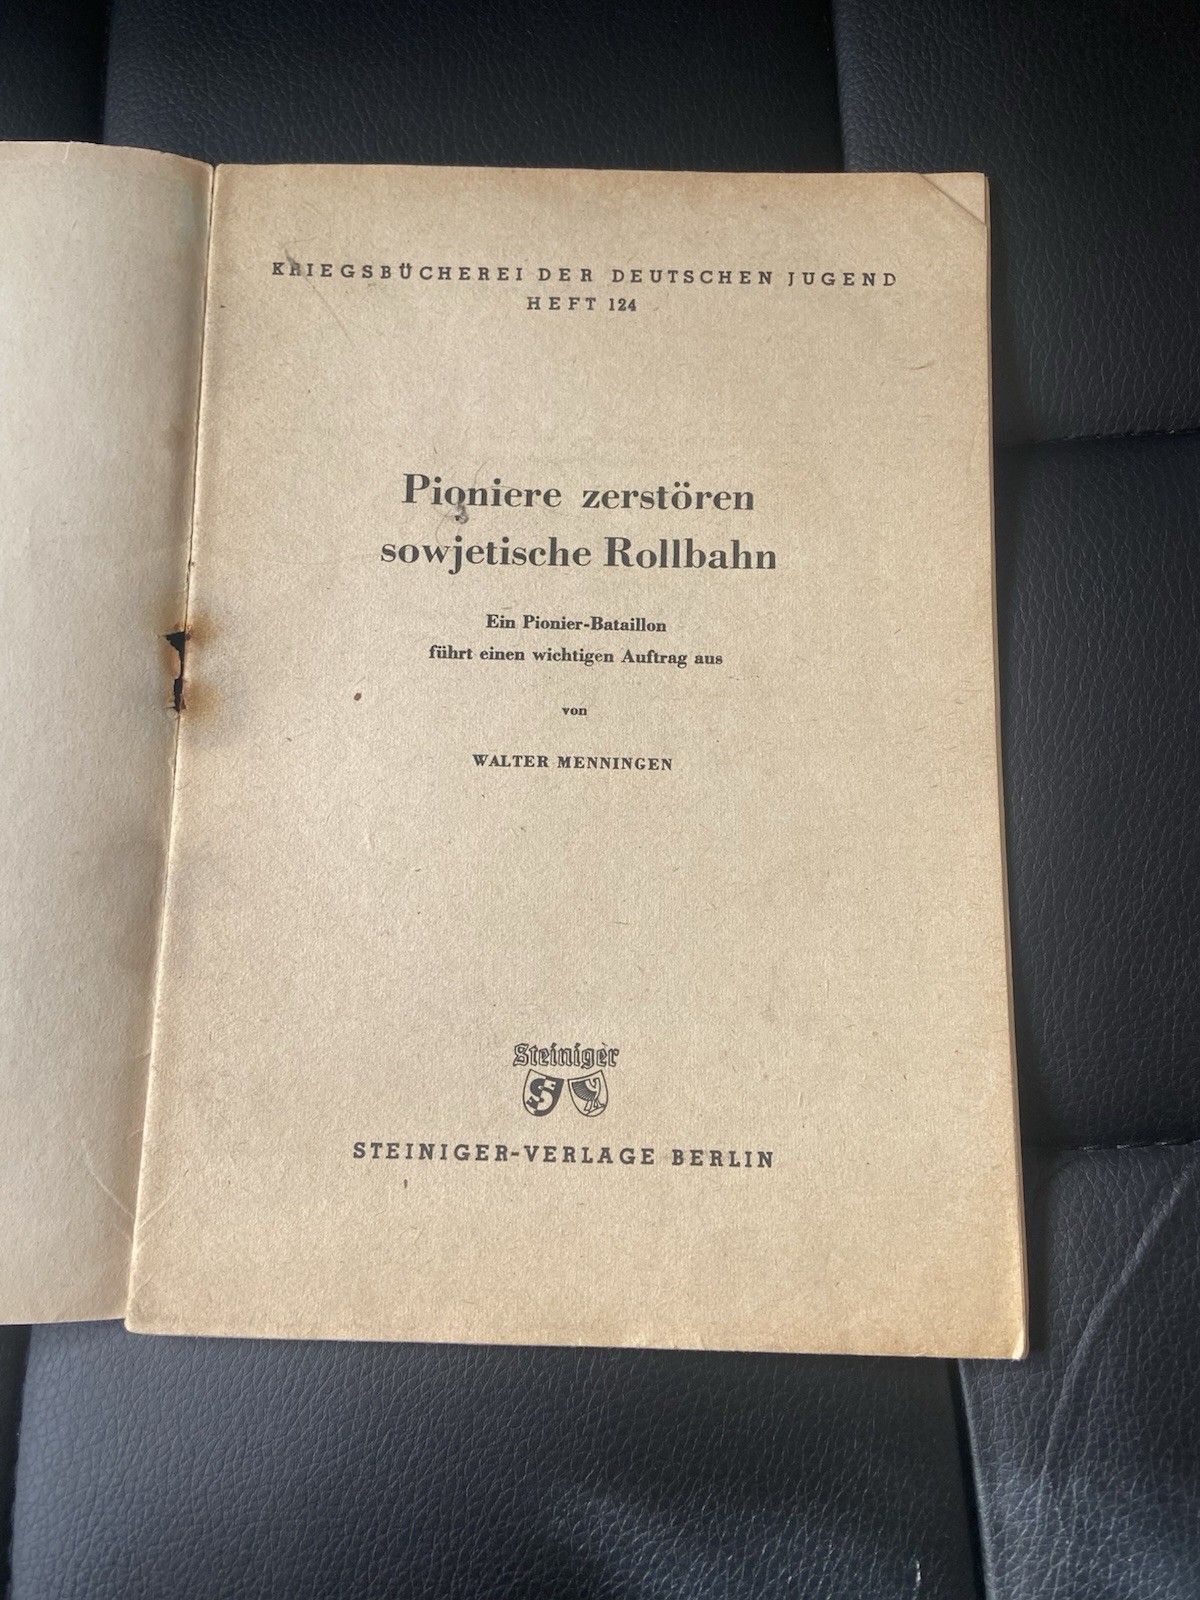 KRIEGSBÜCHEREI DER DEUTSCHEN JUGEND
HEFT 124
Pioniere zerstören
sowjetische Rollbahn
Ein Pionier-Bataillon
führt einen wichtigen Auftrag aus
von
WALTER MENNINGEN
Steiniger
S
STEINIGER-VERLAGE BERLIN